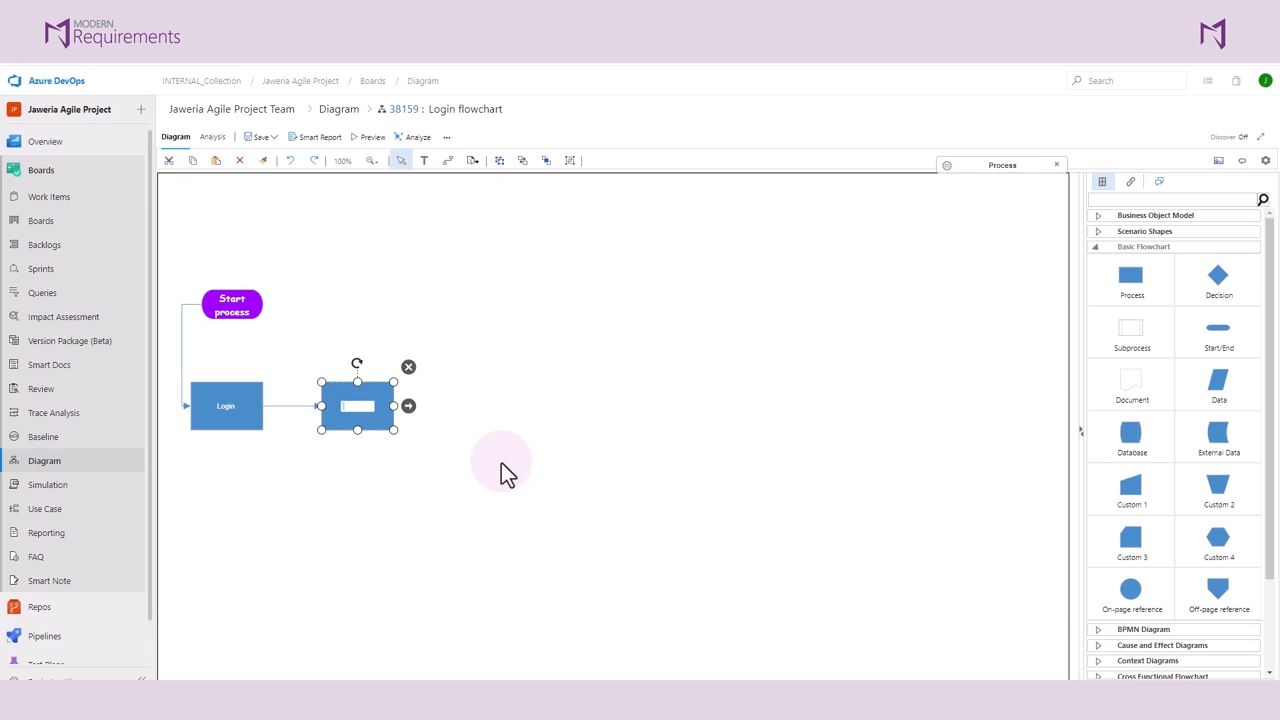 MODERN
Requirements
Azure DevOps
INTERNAL_Collection / Jaweria Agile Project / Boards / Diagram
Search
J
JP Jaweria Agile Project +
Jaweria Agile Project Team > Diagram > 38159 : Login flowchart
Diagram Analysis Save Smart Report Preview Analyze ...
Discover Off
100% T
Process ×
Overview
Boards
Work Items
Boards
Backlogs
Sprints
Queries
Impact Assessment
Version Package (Beta)
Smart Docs
Review
Trace Analysis
Baseline
Diagram
Simulation
Use Case
Reporting
FAQ
Smart Note
Repos
Pipelines
Start
process
Login
Business Object Model
Scenario Shapes
Basic Flowchart
Process Decision
Subprocess Start/End
Document Data
Database External Data
Custom 1 Custom 2
Custom 3 Custom 4
On-page reference Off-page reference
BPMN Diagram
Cause and Effect Diagrams
Context Diagrams
Cross Functional Flowchart